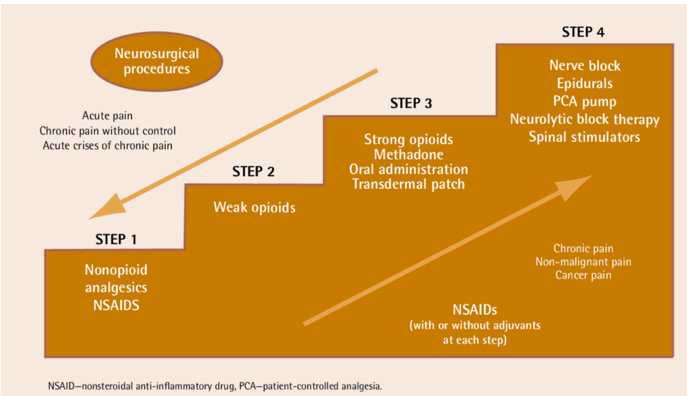 Neurosurgical
procedures
Acute pain
Chronic pain without control
Acute crises of chronic pain
STEP 1
Nonopioid
analgesics
NSAIDS
STEP 2
Weak opioids
STEP 3
Strong opioids
Methadone
Oral administration
Transdermal patch
STEP 4
Nerve block
Epidurals
PCA pump
Neurolytic block therapy
Spinal stimulators
Chronic pain
Non-malignant pain
Cancer pain
NSAIDs
(with or without adjuvants
at each step)
NSAID—nonsteroidal anti-inflammatory drug, PCA—patient-controlled analgesia.